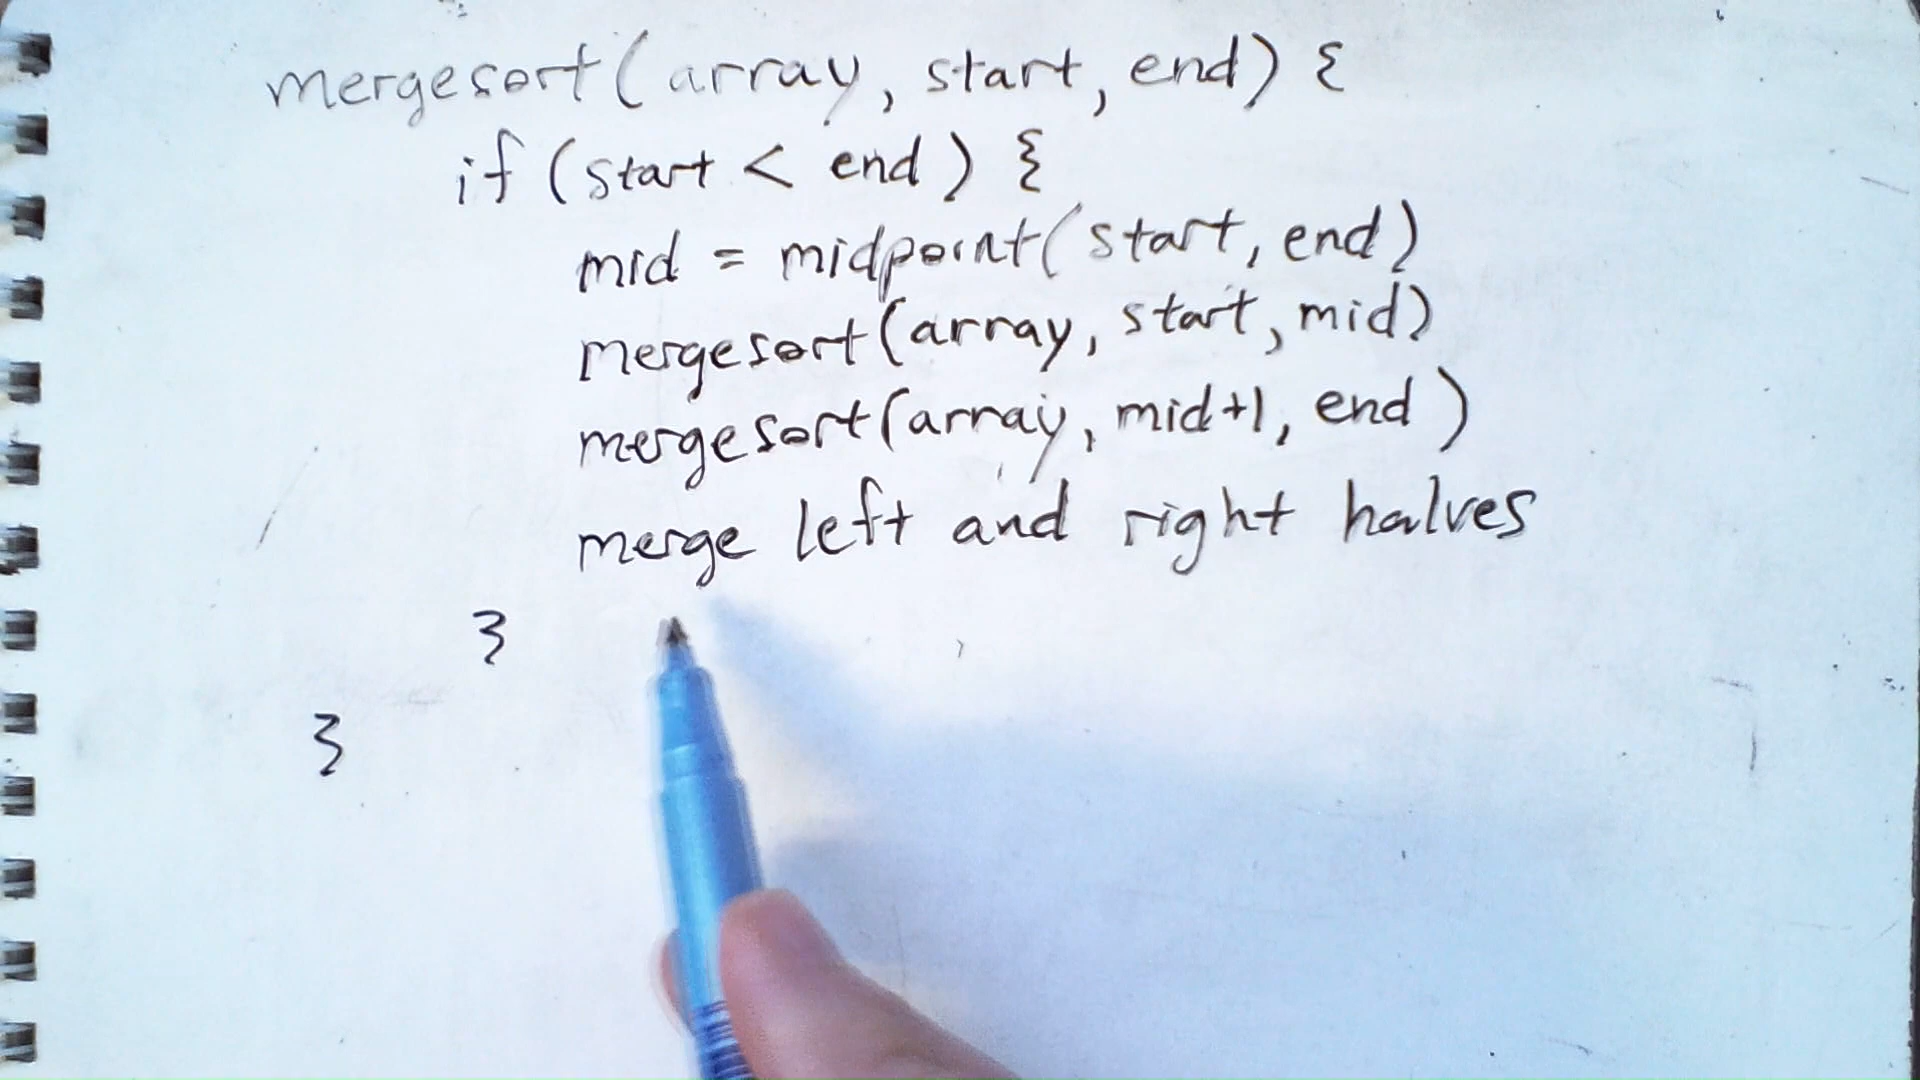 mergesort(array, start, end) {
if (start < end) {
mid = midpoint(start, end)
mergesort(array, start, mid)
mergesort(array, mid+1, end)
merge left and right halves
}
}